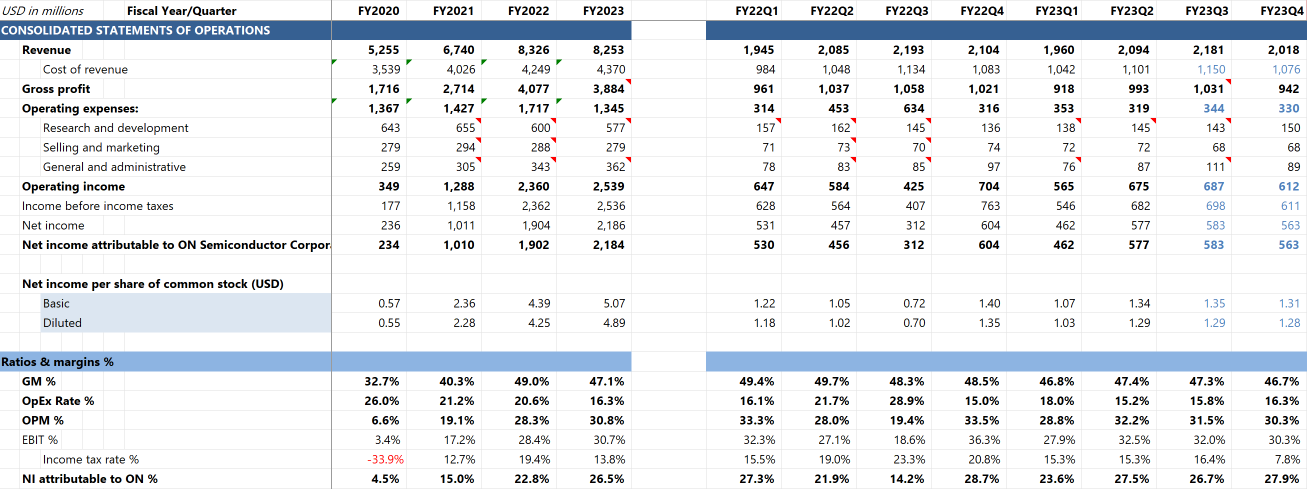 USD in millions Fiscal Year/Quarter FY2020 FY2021 FY2022 FY2023 FY22Q1 FY22Q2 FY22Q3 FY22Q4 FY23Q1 FY23Q2 FY23Q3 FY23Q4
CONSOLIDATED STATEMENTS OF OPERATIONS
Revenue 5,255 6,740 8,326 8,253 1,945 2,085 2,193 2,104 1,960 2,094 2,181 2,018
Cost of revenue 3,539 4,026 4,249 4,370 984 1,048 1,134 1,083 1,042 1,101 1,150 1,076
Gross profit 1,716 2,714 4,077 3,884 961 1,037 1,058 1,021 918 993 1,031 942
Operating expenses: 1,367 1,427 1,717 1,345 314 453 634 316 353 319 344 330
Research and development 643 655 600 577 157 162 145 136 138 145 143 150
Selling and marketing 279 294 288 279 71 73 70 74 72 72 68 68
General and administrative 259 305 343 362 78 83 85 97 76 87 111 89
Operating income 349 1,288 2,360 2,539 647 584 425 704 565 675 687 612
Income before income taxes 177 1,158 2,362 2,536 628 564 407 763 546 682 698 611
Net income 236 1,011 1,904 2,186 531 457 312 604 462 577 583 563
Net income attributable to ON Semiconductor Corpor 234 1,010 1,902 2,184 530 456 312 604 462 577 583 563
Net income per share of common stock (USD)
Basic 0.57 2.36 4.39 5.07 1.22 1.05 0.72 1.40 1.07 1.34 1.35 1.31
Diluted 0.55 2.28 4.25 4.89 1.18 1.02 0.70 1.35 1.03 1.29 1.29 1.28
Ratios & margins %
GM % 32.7% 40.3% 49.0% 47.1% 49.4% 49.7% 48.3% 48.5% 46.8% 47.4% 47.3% 46.7%
OpEx Rate % 26.0% 21.2% 20.6% 16.3% 16.1% 21.7% 28.9% 15.0% 18.0% 15.2% 15.8% 16.3%
OPM % 6.6% 19.1% 28.3% 30.8% 33.3% 28.0% 19.4% 33.5% 28.8% 32.2% 31.5% 30.3%
EBIT % 3.4% 17.2% 28.4% 30.7% 32.3% 27.1% 18.6% 36.3% 27.9% 32.5% 32.0% 30.3%
Income tax rate % -33.9% 12.7% 19.4% 13.8% 15.5% 19.0% 23.3% 20.8% 15.3% 15.3% 16.4% 7.8%
NI attributable to ON % 4.5% 15.0% 22.8% 26.5% 27.3% 21.9% 14.2% 28.7% 23.6% 27.5% 26.7% 27.9%